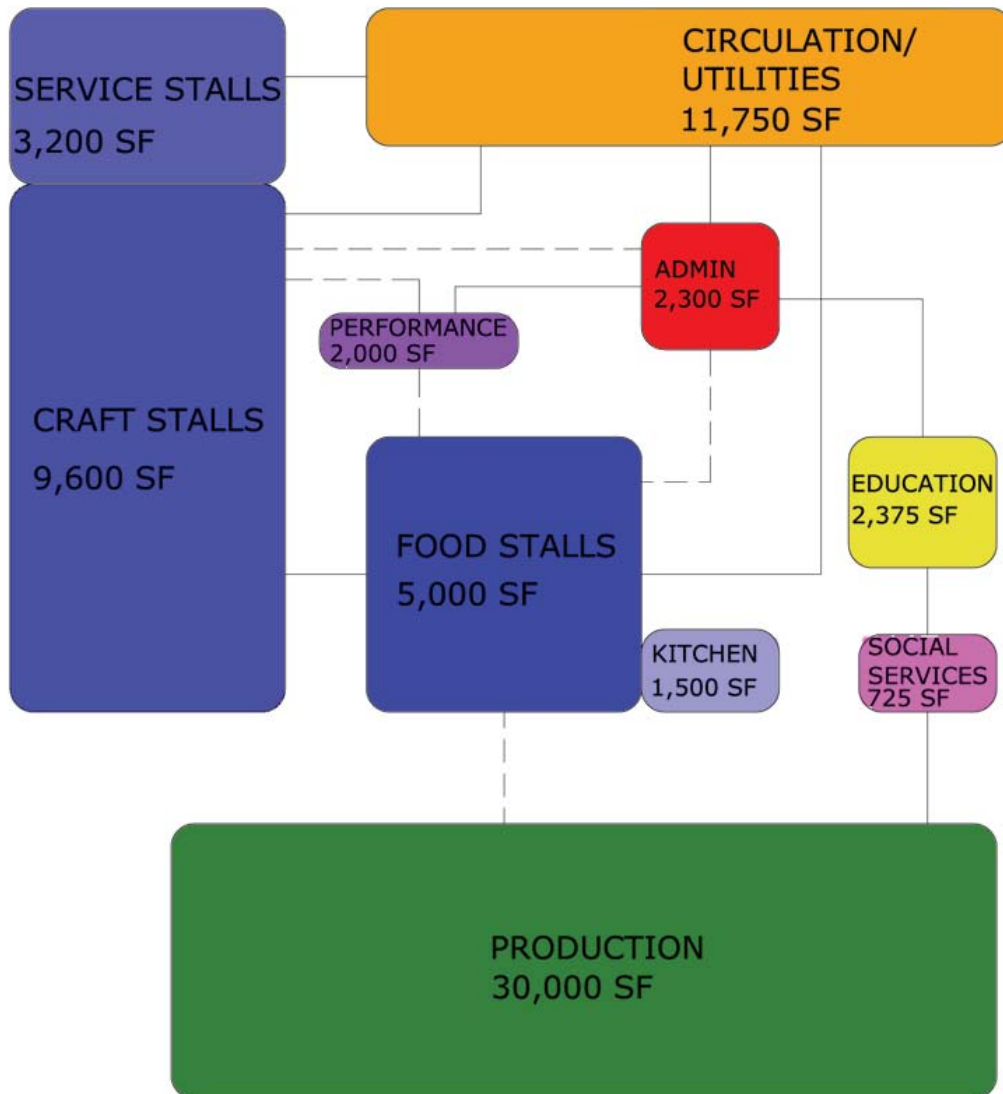 SERVICE STALLS
3,200 SF
CIRCULATION/
UTILITIES
11,750 SF
ADMIN
2,300 SF
PERFORMANCE
2,000 SF
CRAFT STALLS
9,600 SF
FOOD STALLS
5,000 SF
EDUCATION
2,375 SF
KITCHEN
1,500 SF
SOCIAL
SERVICES
725 SF
PRODUCTION
30,000 SF